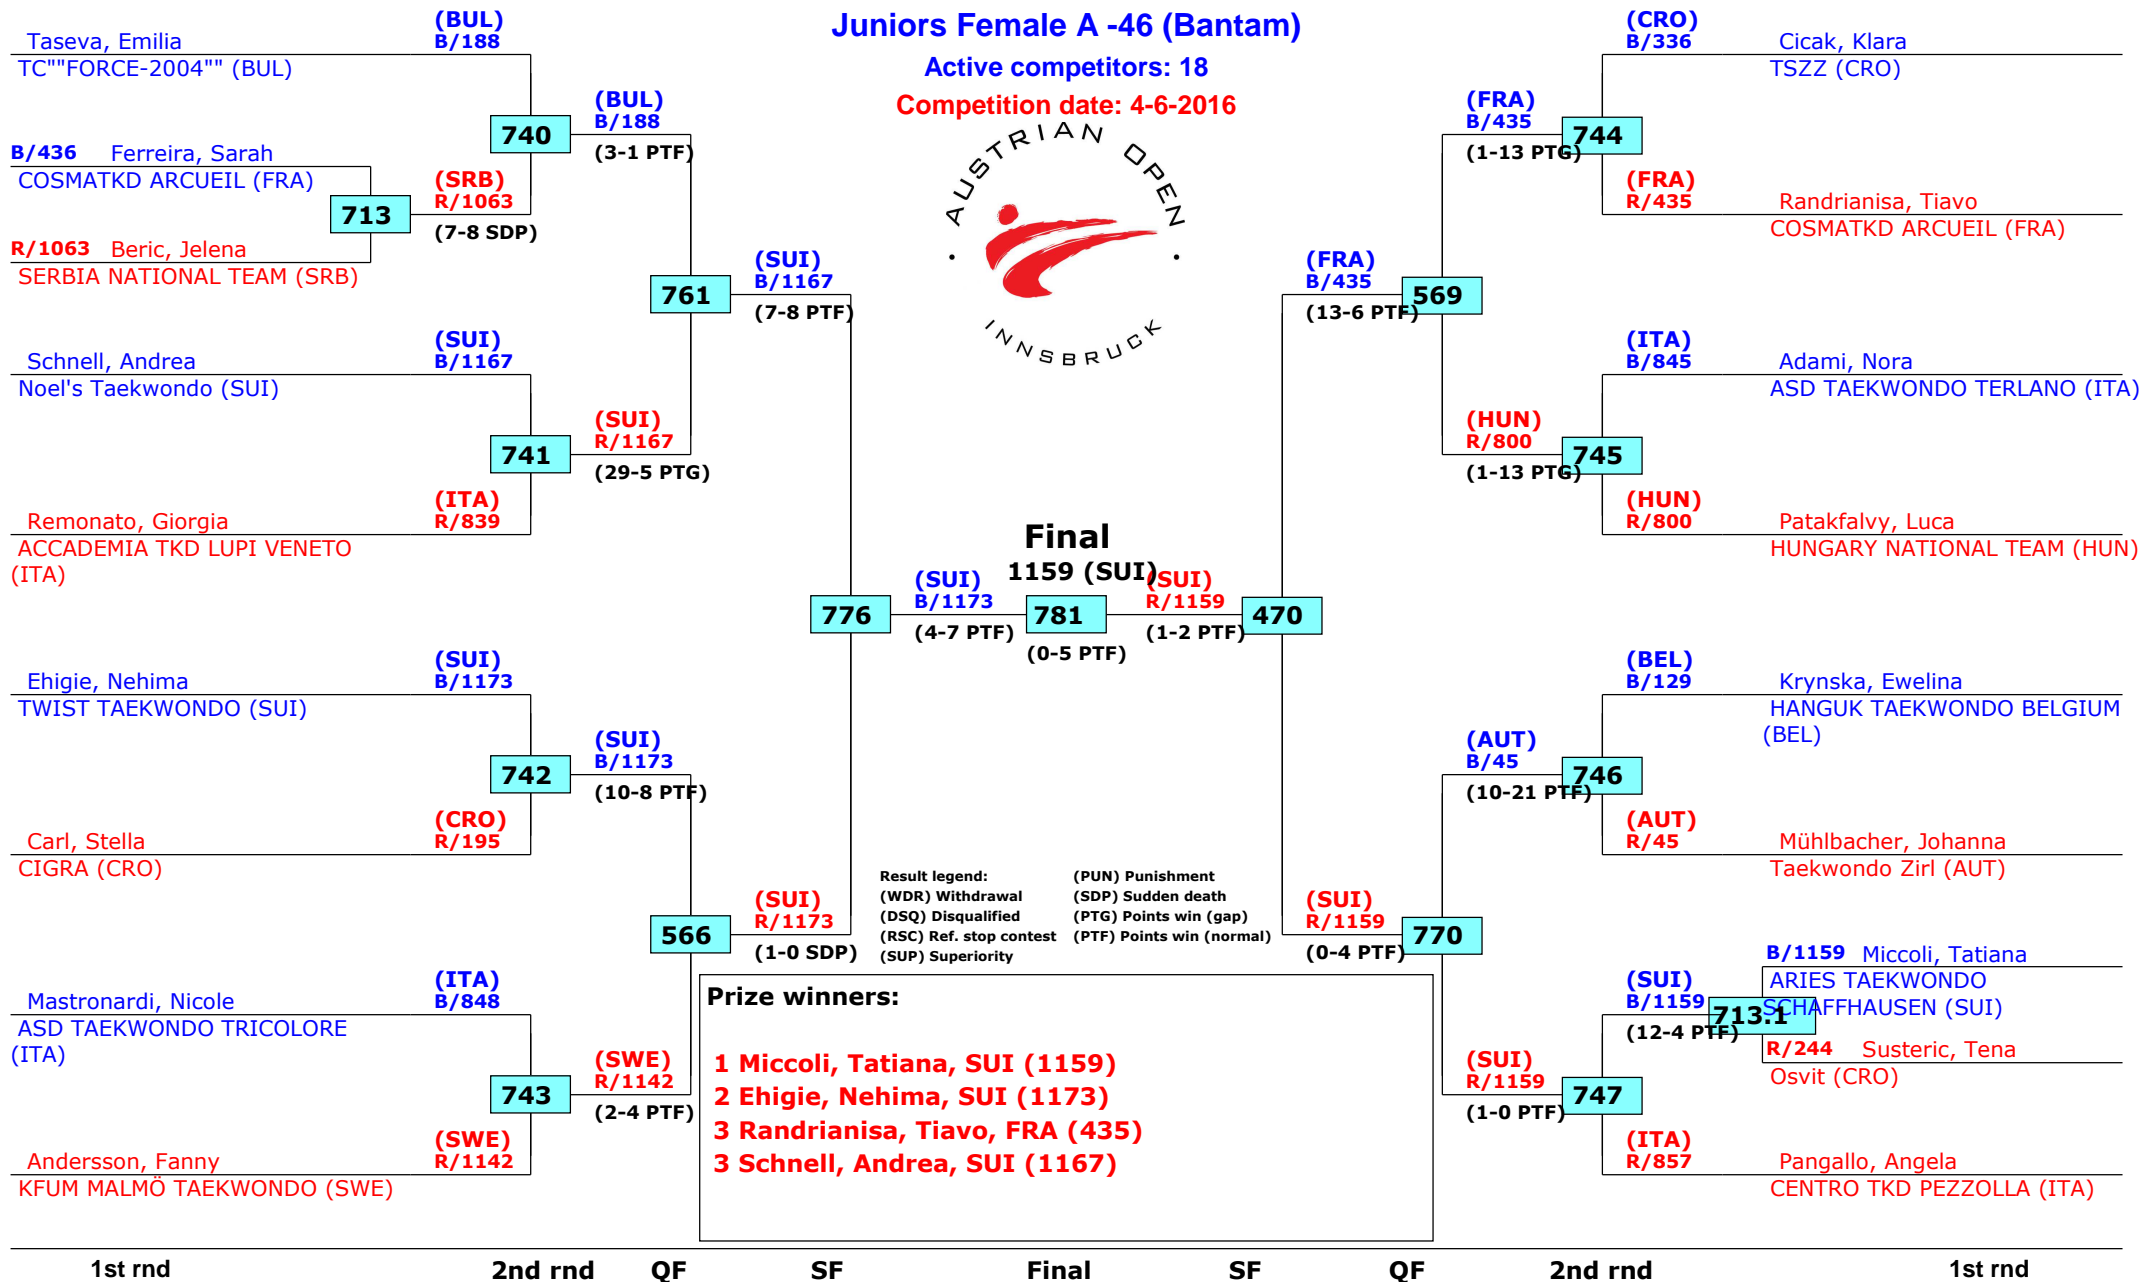 Juniors Female A -46 (Bantam)
Active competitors: 18
Competition date: 4-6-2016
AUSTRIAN OPEN
INNSBRUCK
Taseva, Emilia
TC""FORCE-2004"" (BUL)
(BUL)
B/188
B/436 Ferreira, Sarah
COSMATKD ARCUEIL (FRA)
713
R/1063 Beric, Jelena
SERBIA NATIONAL TEAM (SRB)
(SRB)
R/1063
(7-8 SDP)
740
(BUL)
B/188
(3-1 PTF)
Schnell, Andrea
Noel's Taekwondo (SUI)
(SUI)
B/1167
741
Remonato, Giorgia
ACCADEMIA TKD LUPI VENETO
(ITA)
(ITA)
R/839
(SUI)
R/1167
(29-5 PTG)
761
(SUI)
B/1167
(7-8 PTF)
Ehigie, Nehima
TWIST TAEKWONDO (SUI)
(SUI)
B/1173
742
Carl, Stella
CIGRA (CRO)
(CRO)
R/195
(SUI)
B/1173
(10-8 PTF)
566
Mastronardi, Nicole
ASD TAEKWONDO TRICOLORE
(ITA)
(ITA)
B/848
743
Andersson, Fanny
KFUM MALMÖ TAEKWONDO (SWE)
(SWE)
R/1142
(SWE)
R/1142
(2-4 PTF)
(SUI)
R/1173
(1-0 SDP)
776
(SUI)
B/1173
(4-7 PTF)
Final
1159 (SUI)
781
(0-5 PTF)
(SUI)
R/1159
(1-2 PTF)
470
(CRO)
B/336
Cicak, Klara
TSZZ (CRO)
744
(FRA)
R/435
Randrianisa, Tiavo
COSMATKD ARCUEIL (FRA)
(FRA)
B/435
(1-13 PTG)
(FRA)
B/435
(13-6 PTF)
569
(ITA)
B/845
Adami, Nora
ASD TAEKWONDO TERLANO (ITA)
745
(HUN)
R/800
(1-13 PTG)
(HUN)
R/800
Patakfalvy, Luca
HUNGARY NATIONAL TEAM (HUN)
(BEL)
B/129
Krynska, Ewelina
HANGUK TAEKWONDO BELGIUM
(BEL)
746
(AUT)
B/45
(10-21 PTF)
(AUT)
R/45
Mühlbacher, Johanna
Taekwondo Zirl (AUT)
(SUI)
R/1159
(0-4 PTF)
770
B/1159 Miccoli, Tatiana
ARIES TAEKWONDO
SCHAFFHAUSEN (SUI)
(SUI)
B/1159
(12-4 PTF)
713.1
R/244 Susteric, Tena
Osvit (CRO)
(SUI)
R/1159
(1-0 PTF)
747
(ITA)
R/857
Pangallo, Angela
CENTRO TKD PEZZOLLA (ITA)
Result legend: (PUN) Punishment
(WDR) Withdrawal (SDP) Sudden death
(DSQ) Disqualified (PTG) Points win (gap)
(RSC) Ref. stop contest (PTF) Points win (normal)
(SUP) Superiority
Prize winners:
1 Miccoli, Tatiana, SUI (1159)
2 Ehigie, Nehima, SUI (1173)
3 Randrianisa, Tiavo, FRA (435)
3 Schnell, Andrea, SUI (1167)
1st rnd 2nd rnd QF SF Final SF QF 2nd rnd 1st rnd